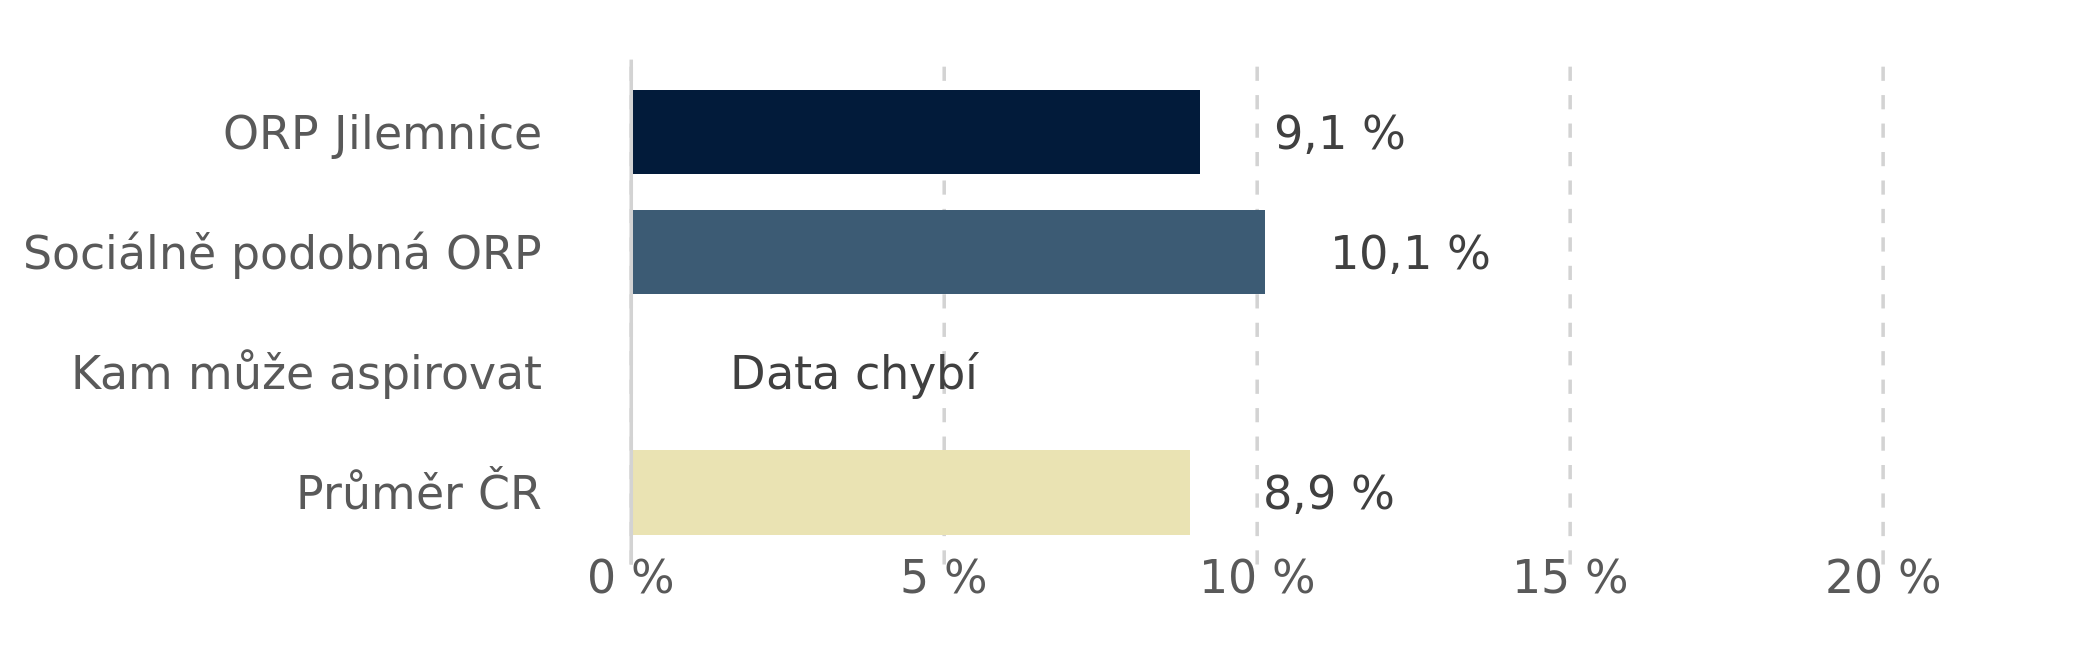 ORP Jilemnice 9,1 %
Sociálně podobná ORP 10,1 %
Kam může aspirovat Data chybí
Průměr ČR 8,9 %
0 % 5 % 10 % 15 % 20 %